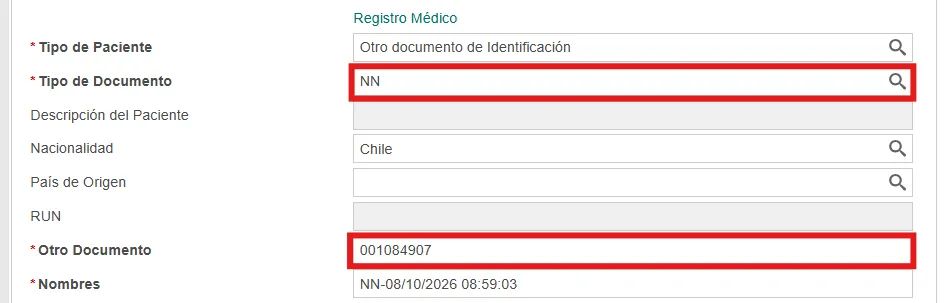 Registro Médico
* Tipo de Paciente Otro documento de Identificación
* Tipo de Documento NN
Descripción del Paciente
Nacionalidad Chile
País de Origen
RUN
* Otro Documento 001084907
* Nombres NN-08/10/2026 08:59:03